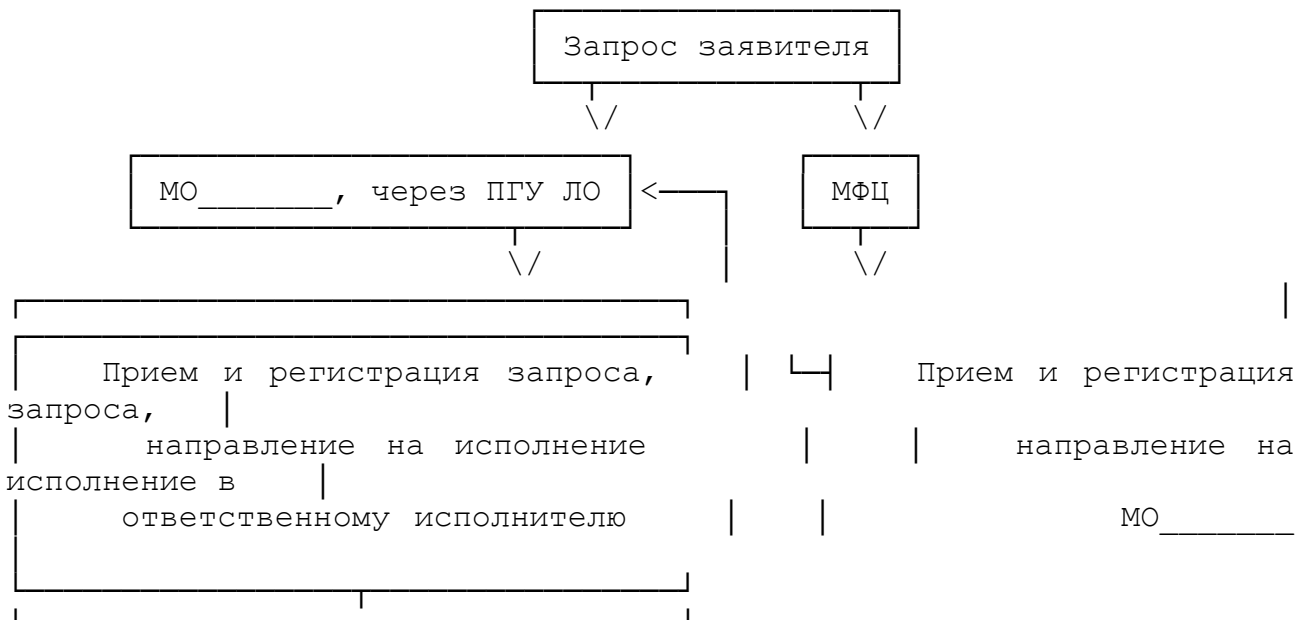 Запрос заявителя
МО_______, через ПГУ ЛО
МФЦ
Прием и регистрация запроса, Прием и регистрация
запроса,
направление на исполнение направление на
исполнение в
ответственному исполнителю МО_______